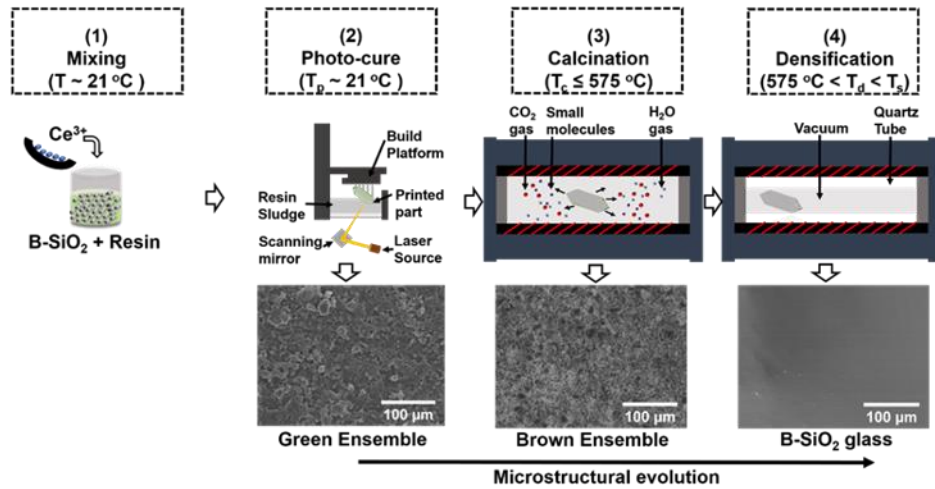 (1)
Mixing
(T ~ 21 °C)
(2)
Photo-cure
(Tₚ ~ 21 °C)
(3)
Calcination
(T_c ≤ 575 °C)
(4)
Densification
(575 °C < T_d < Tₛ)
Ce³⁺
B-SiO₂ + Resin
Build
Platform
Resin
Sludge
Printed
part
Scanning
mirror
Laser
Source
CO₂
gas
Small
molecules
H₂O
gas
Vacuum
Quartz
Tube
100 µm
100 µm
100 µm
Green Ensemble
Brown Ensemble
B-SiO₂ glass
Microstructural evolution